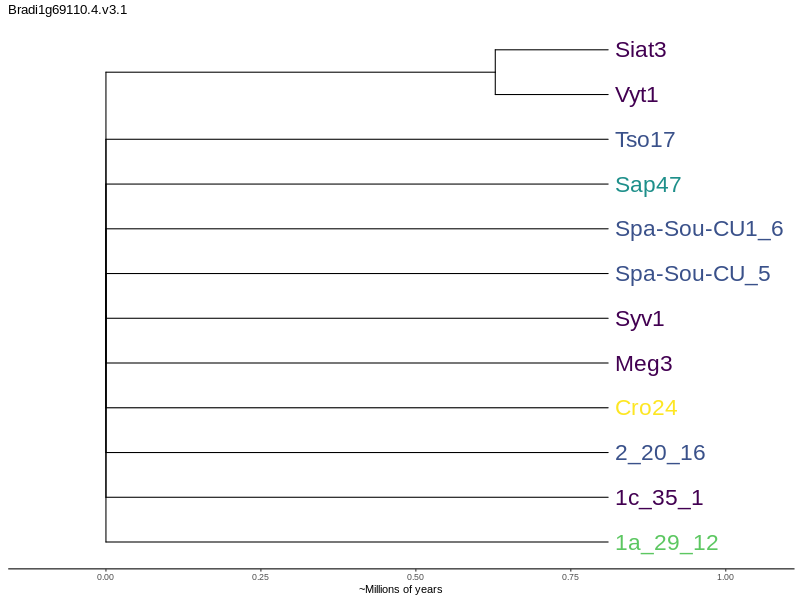 Bradi1g69110.4.v3.1
Siat3
Vyt1
Tso17
Sap47
Spa-Sou-CU1_6
Spa-Sou-CU_5
Syv1
Meg3
Cro24
2_20_16
1c_35_1
1a_29_12
0.00 0.25 0.50 0.75 1.00
~Millions of years